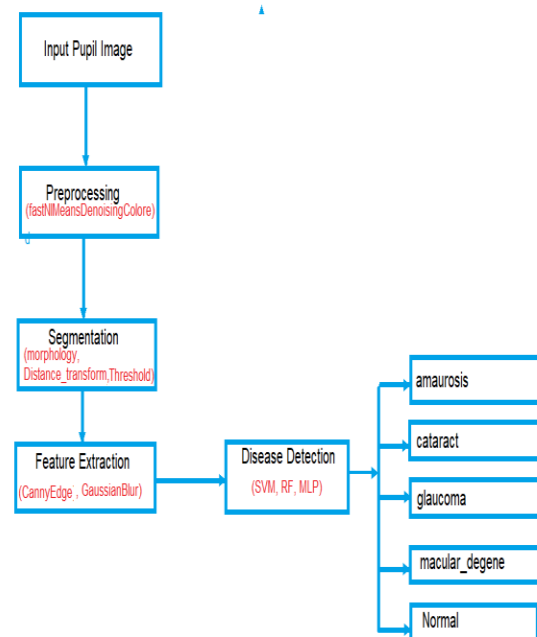 Input Pupil Image
Preprocessing
(fastNlMeansDenoisingColore)
d
Segmentation
(morphology,
Distance_transform,Threshold)
Feature Extraction
(CannyEdge , GaussianBlur)
Disease Detection
(SVM, RF, MLP)
amaurosis
cataract
glaucoma
macular_degene
Normal